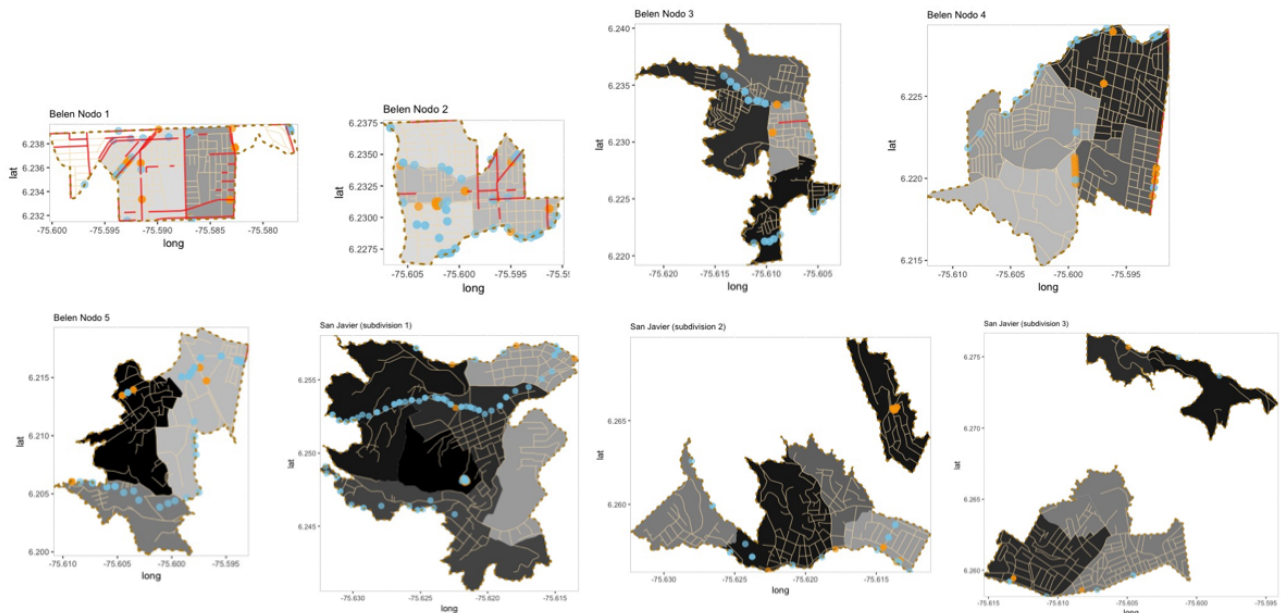 Belen Nodo 1
lat
6.238
6.236
6.234
6.232
-75.600 -75.595 -75.590 -75.585 -75.580
long
Belen Nodo 2
lat
6.2375
6.2350
6.2325
6.2300
6.2275
-75.605 -75.600 -75.595 -75.59
long
Belen Nodo 3
lat
6.240
6.235
6.230
6.225
6.220
-75.620 -75.615 -75.610 -75.605
long
Belen Nodo 4
lat
6.225
6.220
6.215
-75.610 -75.605 -75.600 -75.595
long
Belen Nodo 5
lat
6.215
6.210
6.205
6.200
-75.610 -75.605 -75.600 -75.595
long
San Javier (subdivision 1)
lat
6.255
6.250
6.245
-75.630 -75.625 -75.620 -75.615
long
San Javier (subdivision 2)
lat
6.265
6.260
-75.630 -75.625 -75.620 -75.615
long
San Javier (subdivision 3)
lat
6.275
6.270
6.265
6.260
-75.615 -75.610 -75.605 -75.600 -75.595
long